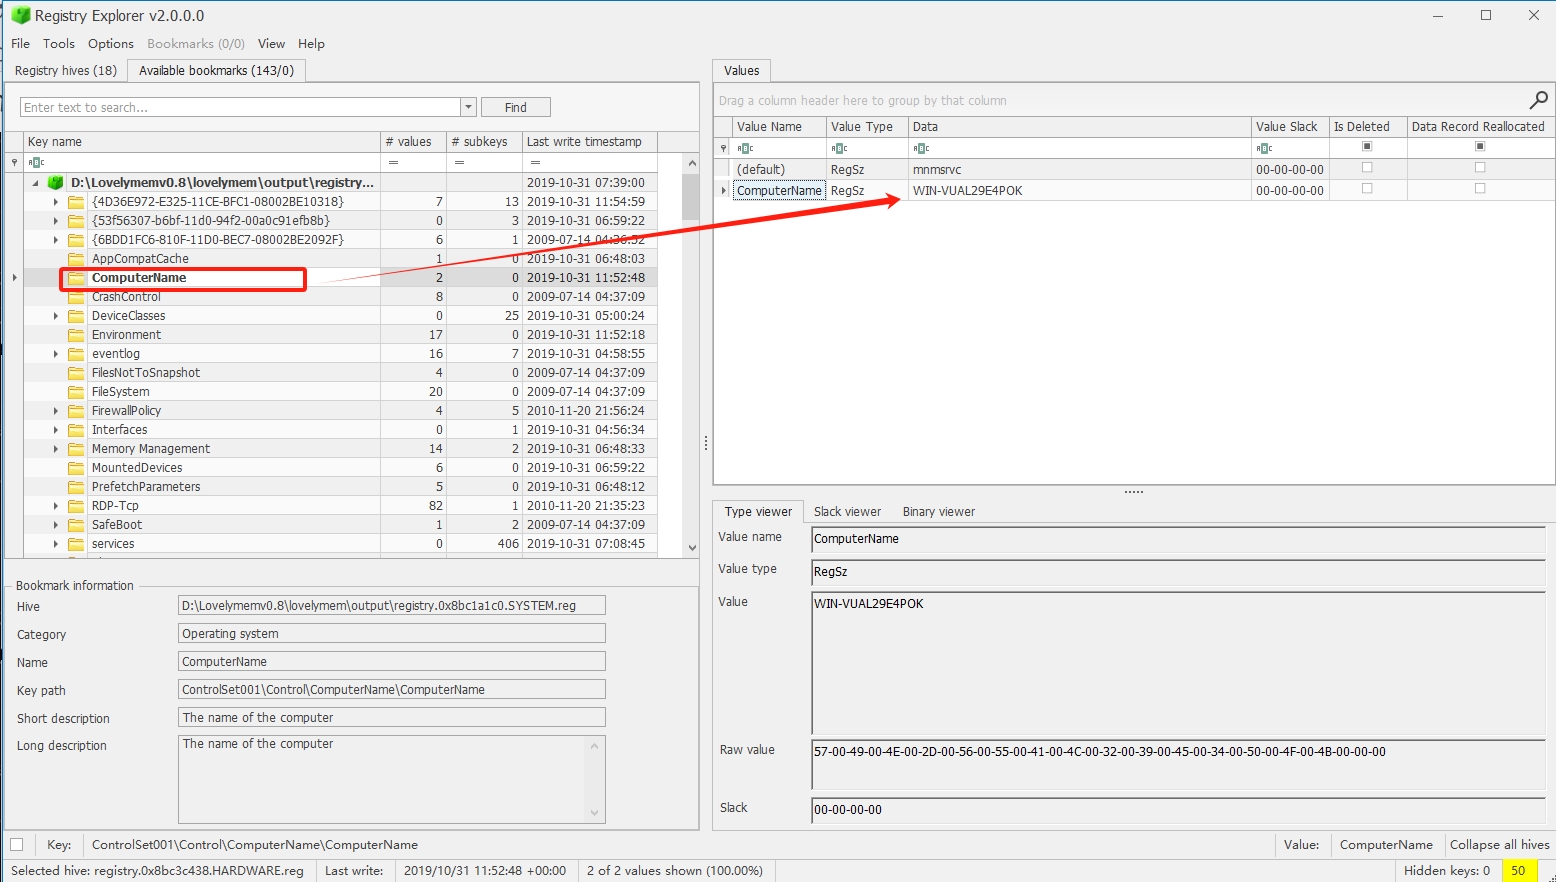 Registry Explorer v2.0.0.0
File Tools Options Bookmarks (0/0) View Help
Registry hives (18) Available bookmarks (143/0)
Enter text to search... Find
Key name # values # subkeys Last write timestamp
= = =
D:\Lovelymemv0.8\lovelymem\output\registry... 2019-10-31 07:39:00
{4D36E972-E325-11CE-BFC1-08002BE10318} 7 13 2019-10-31 11:54:59
{53f56307-b6bf-11d0-94f2-00a0c91efb8b} 0 3 2019-10-31 06:59:22
{6BDD1FC6-810F-11D0-BEC7-08002BE2092F} 6 1 2009-07-14 04:36:52
AppCompatCache 1 0 2019-10-31 06:48:03
ComputerName 2 0 2019-10-31 11:52:48
CrashControl 8 0 2009-07-14 04:37:09
DeviceClasses 0 25 2019-10-31 05:00:24
Environment 17 0 2019-10-31 11:52:18
eventlog 16 7 2019-10-31 04:58:55
FilesNotToSnapshot 4 0 2009-07-14 04:37:09
FileSystem 20 0 2009-07-14 04:37:09
FirewallPolicy 4 5 2010-11-20 21:56:24
Interfaces 0 1 2019-10-31 04:56:34
Memory Management 14 2 2019-10-31 06:48:33
MountedDevices 6 0 2019-10-31 06:59:22
PrefetchParameters 5 0 2019-10-31 06:48:12
RDP-Tcp 82 1 2010-11-20 21:35:23
SafeBoot 1 2 2009-07-14 04:37:09
services 0 406 2019-10-31 07:08:45
Bookmark information
Hive D:\Lovelymemv0.8\lovelymem\output\registry.0x8bc1a1c0.SYSTEM.reg
Category Operating system
Name ComputerName
Key path ControlSet001\Control\ComputerName\ComputerName
Short description The name of the computer
Long description The name of the computer
Values
Drag a column header here to group by that column
Value Name Value Type Data Value Slack Is Deleted Data Record Reallocated
(default) RegSz mnmsrvc 00-00-00-00
ComputerName RegSz WIN-VUAL29E4POK 00-00-00-00
Type viewer Slack viewer Binary viewer
Value name ComputerName
Value type RegSz
Value WIN-VUAL29E4POK
Raw value 57-00-49-00-4E-00-2D-00-56-00-55-00-41-00-4C-00-32-00-39-00-45-00-34-00-50-00-4F-00-4B-00-00-00
Slack 00-00-00-00
Key: ControlSet001\Control\ComputerName\ComputerName Value: ComputerName Collapse all hives
Selected hive: registry.0x8bc3c438.HARDWARE.reg Last write: 2019/10/31 11:52:48 +00:00 2 of 2 values shown (100.00%) Hidden keys: 0 50